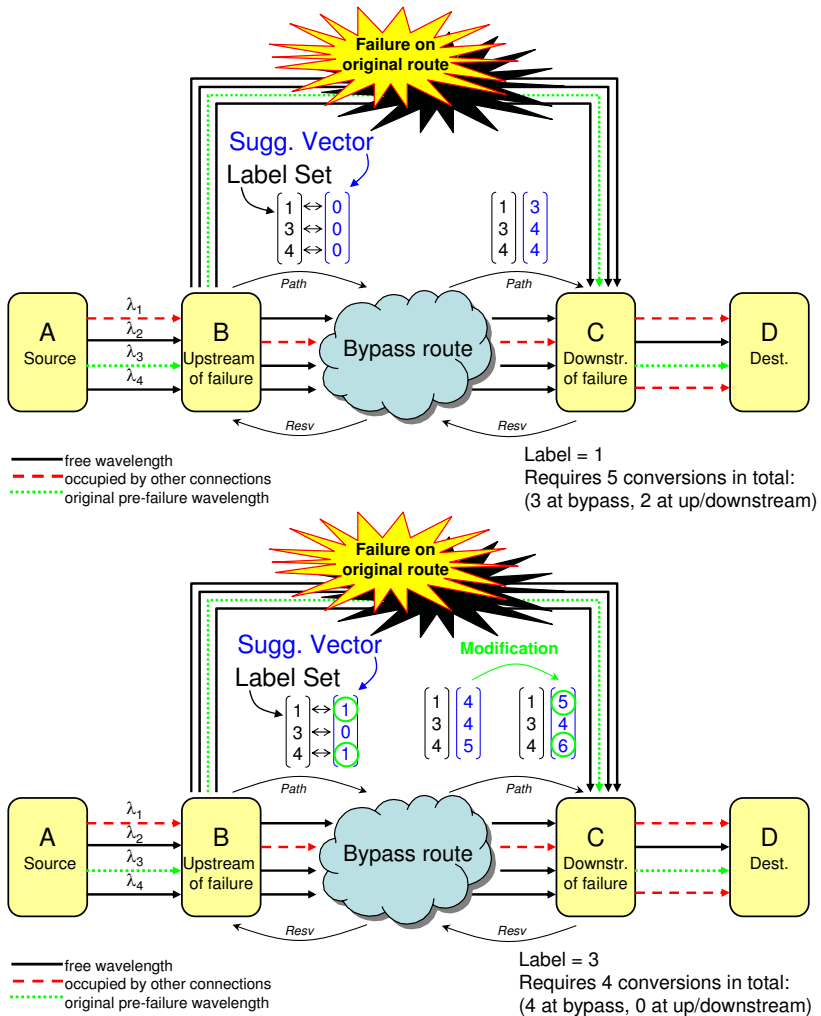 Failure on
original route
Sugg. Vector
Label Set
1 ↔ 0
3 ↔ 0
4 ↔ 0
1 3
3 4
4 4
Path
Path
A
Source
λ1
λ2
λ3
λ4
B
Upstream
of failure
Bypass route
C
Downstr.
of failure
D
Dest.
Resv
Resv
free wavelength
occupied by other connections
original pre-failure wavelength
Label = 1
Requires 5 conversions in total:
(3 at bypass, 2 at up/downstream)
Failure on
original route
Sugg. Vector
Label Set
Modification
1 ↔ 1
3 ↔ 0
4 ↔ 1
1 4
3 4
4 5
1 5
3 4
4 6
Path
Path
A
Source
λ1
λ2
λ3
λ4
B
Upstream
of failure
Bypass route
C
Downstr.
of failure
D
Dest.
Resv
Resv
free wavelength
occupied by other connections
original pre-failure wavelength
Label = 3
Requires 4 conversions in total:
(4 at bypass, 0 at up/downstream)